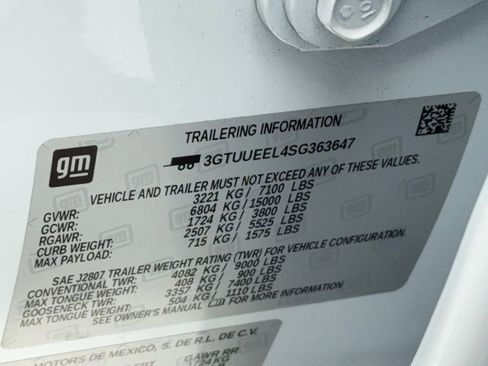 TRAILERING INFORMATION
gm
3GTUUEEL4SG363647
VEHICLE AND TRAILER MUST NOT EXCEED ANY OF THESE VALUES.
GVWR: 3221 KG / 7100 LBS
GCWR: 6804 KG / 15000 LBS
RGAWR: 1724 KG / 3800 LBS
CURB WEIGHT: 2507 KG / 5525 LBS
MAX PAYLOAD: 715 KG / 1575 LBS
SAE J2807 TRAILER WEIGHT RATING (TWR) FOR VEHICLE CONFIGURATION.
CONVENTIONAL TWR: 4082 KG / 9000 LBS
MAX TONGUE WEIGHT: 408 KG / 900 LBS
GOOSENECK TWR: 3357 KG / 7400 LBS
MAX TONGUE WEIGHT: 504 KG / 1110 LBS
SEE OWNER'S MANUAL FOR MORE INFORMATION
MOTORS DE MEXICO, S. DE R.L. DE C.V.
GAWR RR
1724KG